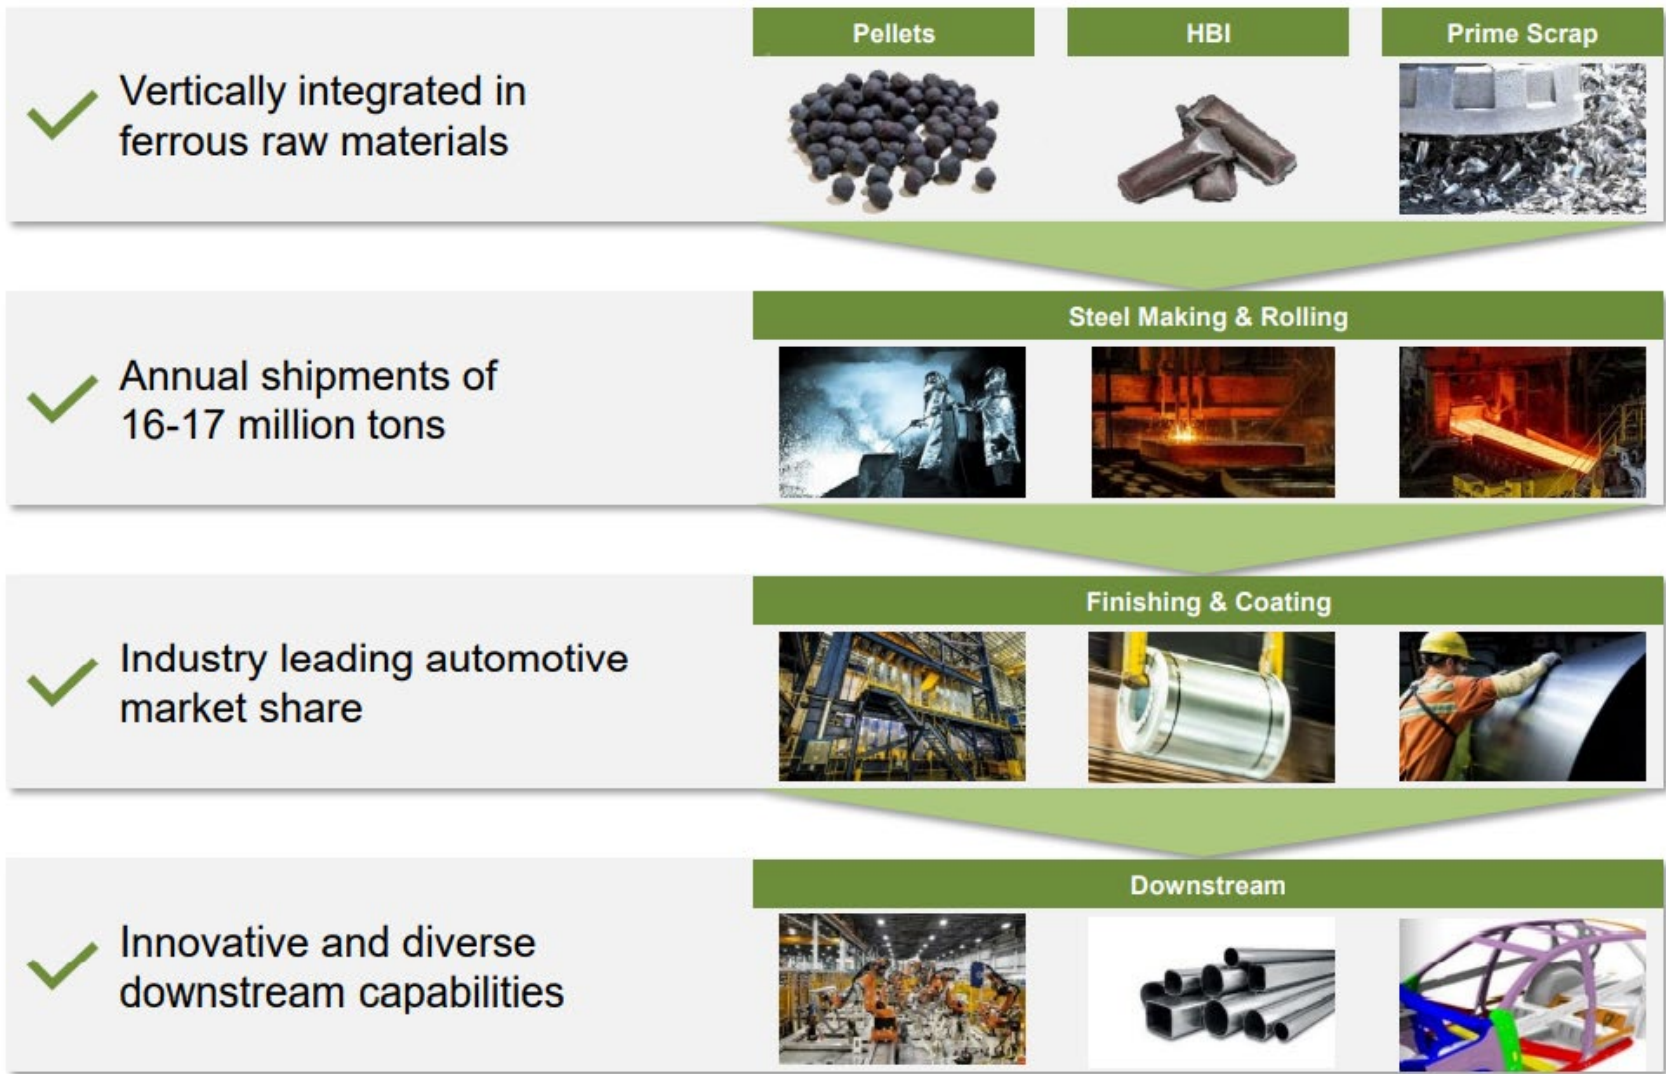 Pellets
HBI
Prime Scrap
Vertically integrated in
ferrous raw materials
Steel Making & Rolling
Annual shipments of
16-17 million tons
Finishing & Coating
Industry leading automotive
market share
Downstream
Innovative and diverse
downstream capabilities